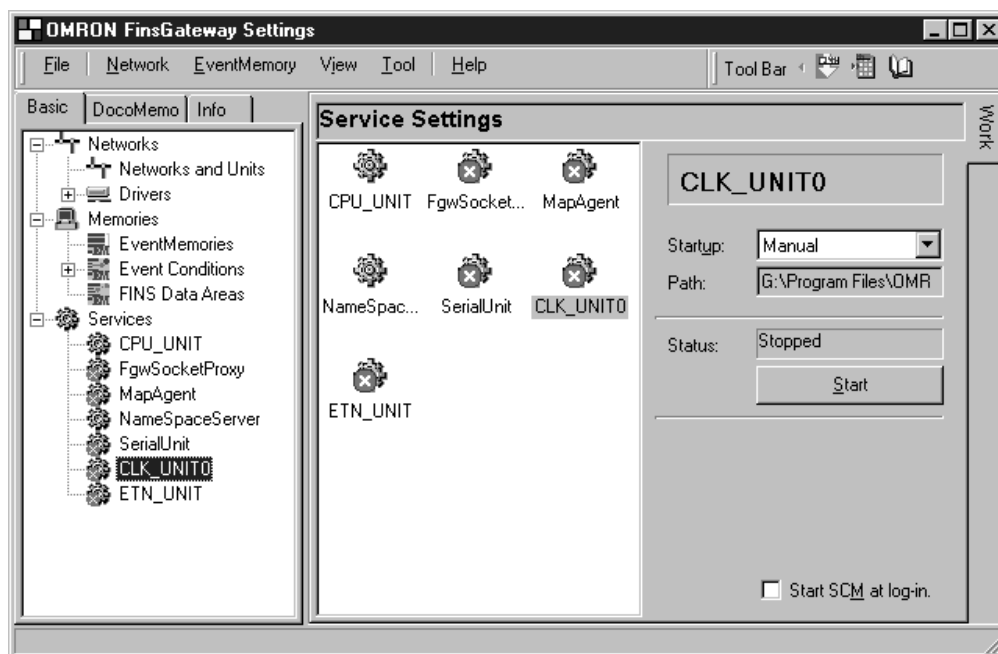 OMRON FinsGateway Settings
File Network EventMemory View Tool Help Tool Bar
Basic DocoMemo Info
Networks
Networks and Units
Drivers
Memories
EventMemories
Event Conditions
FINS Data Areas
Services
CPU_UNIT
FgwSocketProxy
MapAgent
NameSpaceServer
SerialUnit
CLK_UNIT0
ETN_UNIT
Service Settings
CPU_UNIT FgwSocket... MapAgent
NameSpac... SerialUnit CLK_UNIT0
ETN_UNIT
CLK_UNIT0
Startup: Manual
Path: G:\Program Files\OMR
Status: Stopped
Start
Start SCM at log-in.
Work